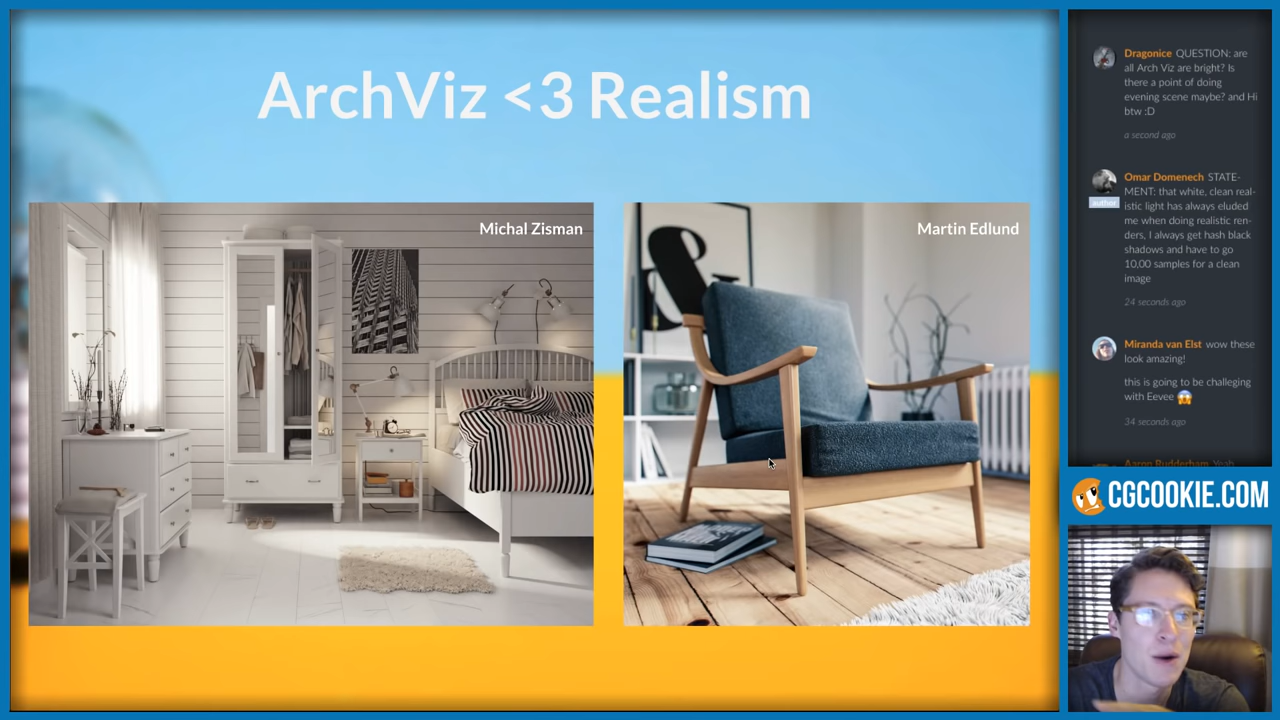 ArchViz <3 Realism
Michal Zisman
Martin Edlund
Dragonice QUESTION: are
all Arch Viz are bright? Is
there a point of doing
evening scene maybe? and Hi
btw :D
a second ago
Omar Domenech STATE-
author
MENT: that white, clean real-
istic light has always eluded
me when doing realistic ren-
ders, I always get hash black
shadows and have to go
10,00 samples for a clean
image
24 seconds ago
Miranda van Elst wow these
look amazing!
this is going to be challeging
with Eevee 😱
34 seconds ago
Aaron Rudderham Yeah
CGCOOKIE.COM